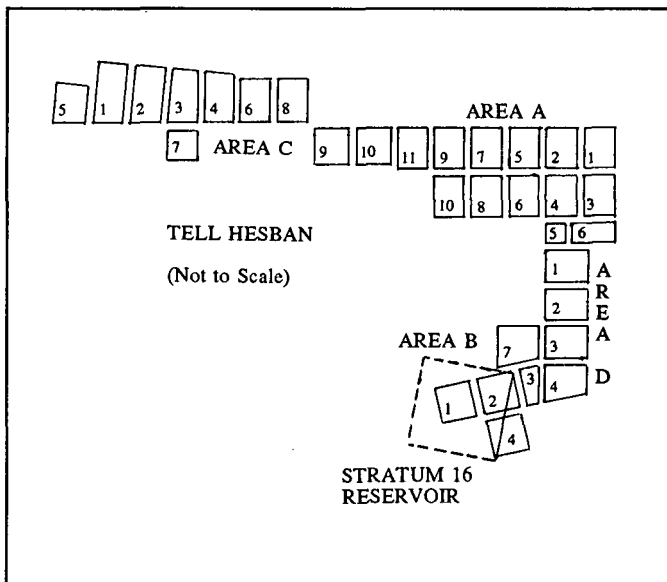 5 1 2 3 4 6 8
AREA A
7 AREA C
9 10 11 9 7 5 2 1
10 8 6 4 3
TELL HESBAN
5 6
(Not to Scale)
1 A
2 R
E
AREA B
7 3 A
1 2 3 4 D
4
STRATUM 16
RESERVOIR